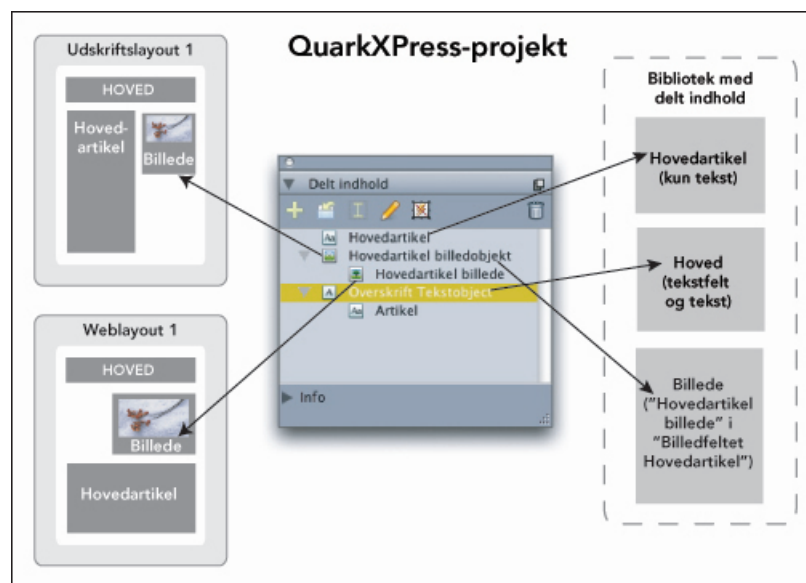 QuarkXPress-projekt
Udskriftslayout 1
HOVED
Hoved-
artikel
Billede
Weblayout 1
HOVED
Billede
Hovedartikel
Delt indhold
Hovedartikel
Hovedartikel billedobjekt
Hovedartikel billede
Overskrift Tekstobject
Artikel
Info
Bibliotek med
delt indhold
Hovedartikel
(kun tekst)
Hoved
(tekstfelt
og tekst)
Billede
(”Hovedartikel
billede” i
”Billedfeltet
Hovedartikel”)